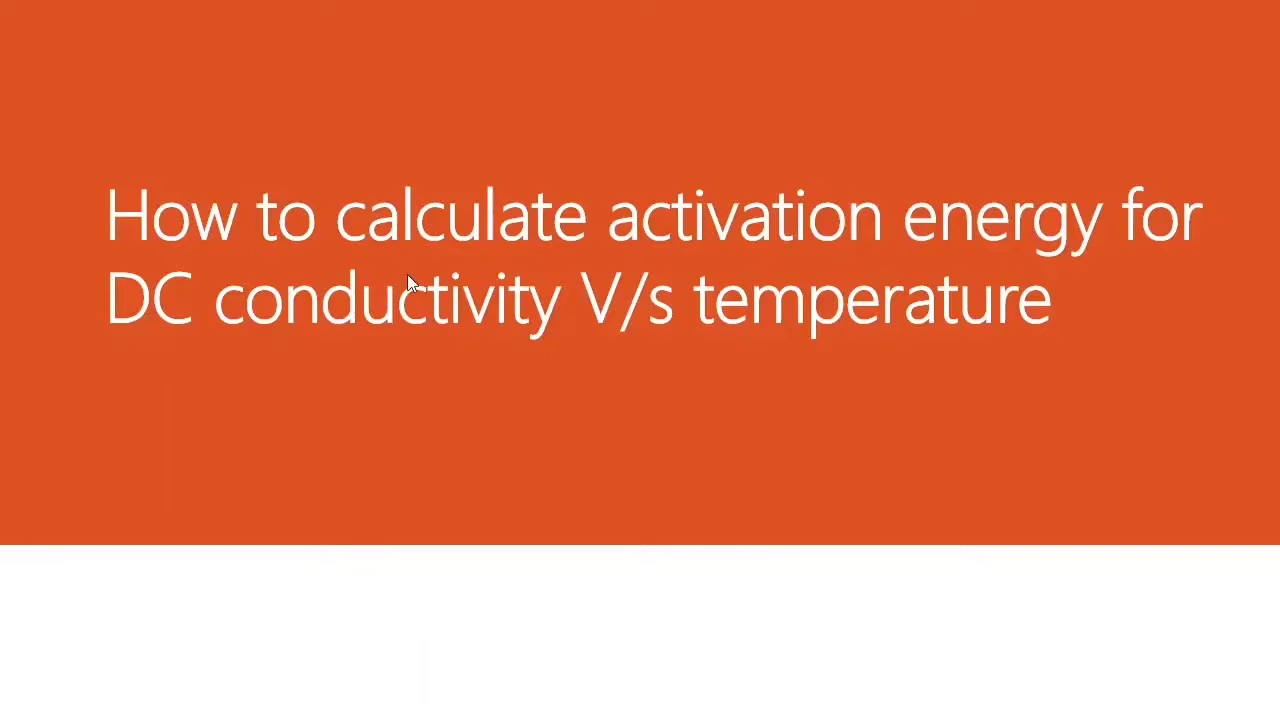 How to calculate activation energy for
DC conductivity V/s temperature